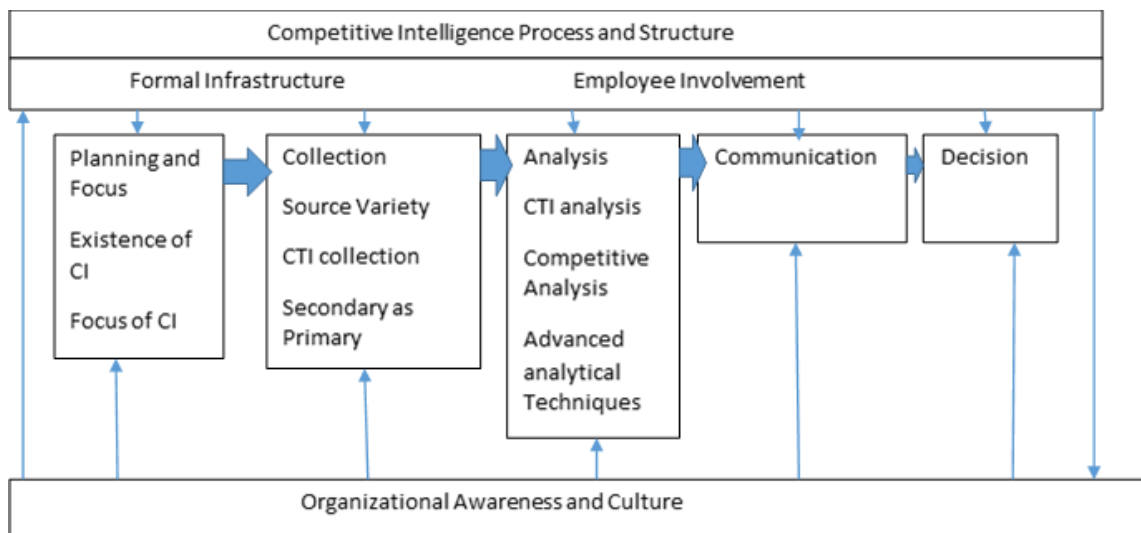 Competitive Intelligence Process and Structure
Formal Infrastructure
Employee Involvement
Planning and
Focus
Existence of
CI
Focus of CI
Collection
Source Variety
CTI collection
Secondary as
Primary
Analysis
CTI analysis
Competitive
Analysis
Advanced
analytical
Techniques
Communication
Decision
Organizational Awareness and Culture